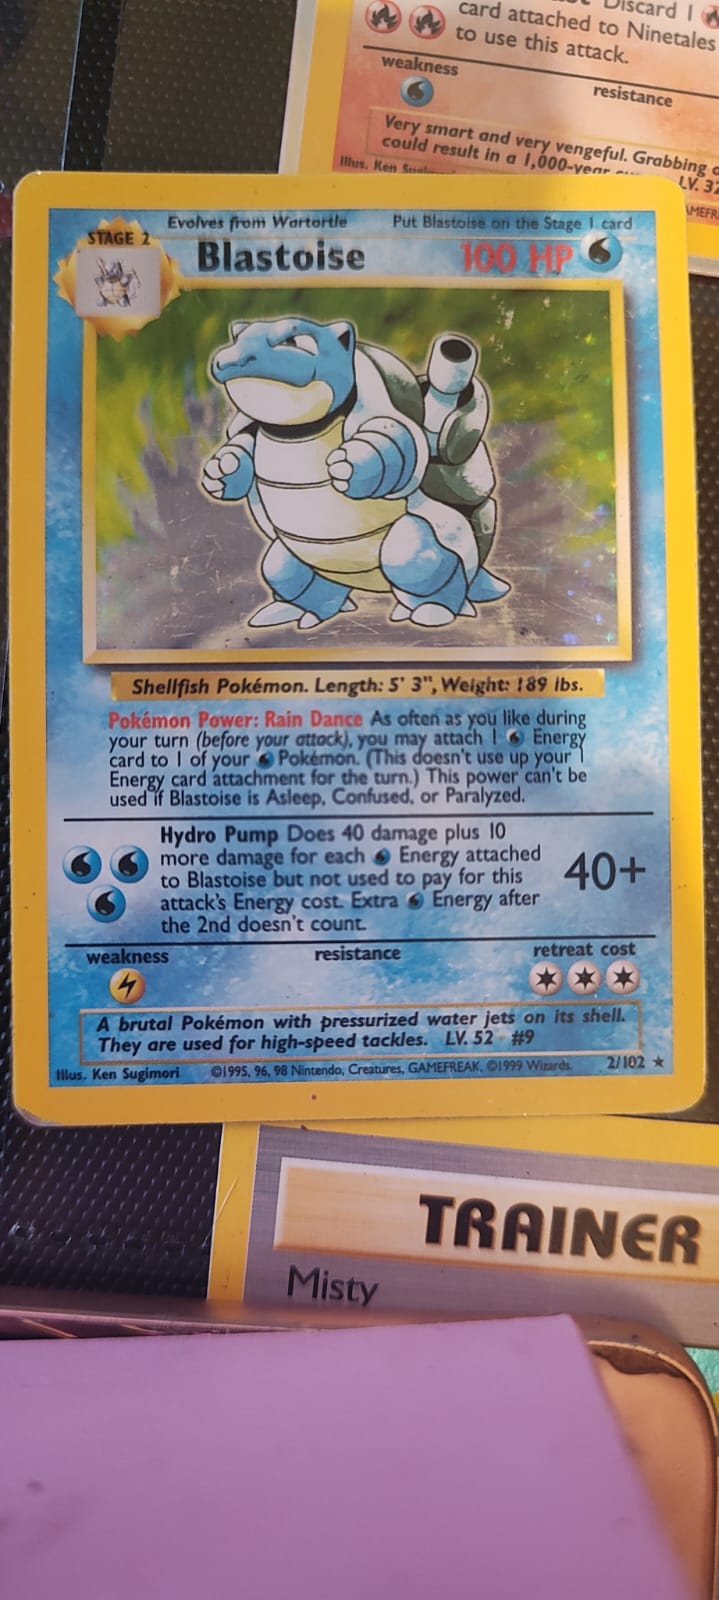 Discard 1
card attached to Ninetales
to use this attack.
weakness
resistance
Very smart and very vengeful. Grabbing
could result in a 1,000-year
Illus. Ken
LV. 32
Evolves from Wartortle Put Blastoise on the Stage 1 card
STAGE 2
Blastoise 100 HP
Shellfish Pokémon. Length: 5' 3", Weight: 189 lbs.
Pokémon Power: Rain Dance As often as you like during
your turn (before your attack), you may attach 1 Energy
card to 1 of your Pokémon. (This doesn't use up your 1
Energy card attachment for the turn.) This power can't be
used if Blastoise is Asleep, Confused, or Paralyzed.
Hydro Pump Does 40 damage plus 10
more damage for each Energy attached
to Blastoise but not used to pay for this
attack's Energy cost. Extra Energy after
the 2nd doesn't count.
40+
weakness resistance retreat cost
A brutal Pokémon with pressurized water jets on its shell.
They are used for high-speed tackles. LV. 52 #9
Illus. Ken Sugimori ©1995, 96, 98 Nintendo, Creatures, GAMEFREAK, ©1999 Wizards. 2/102 ★
TRAINER
Misty